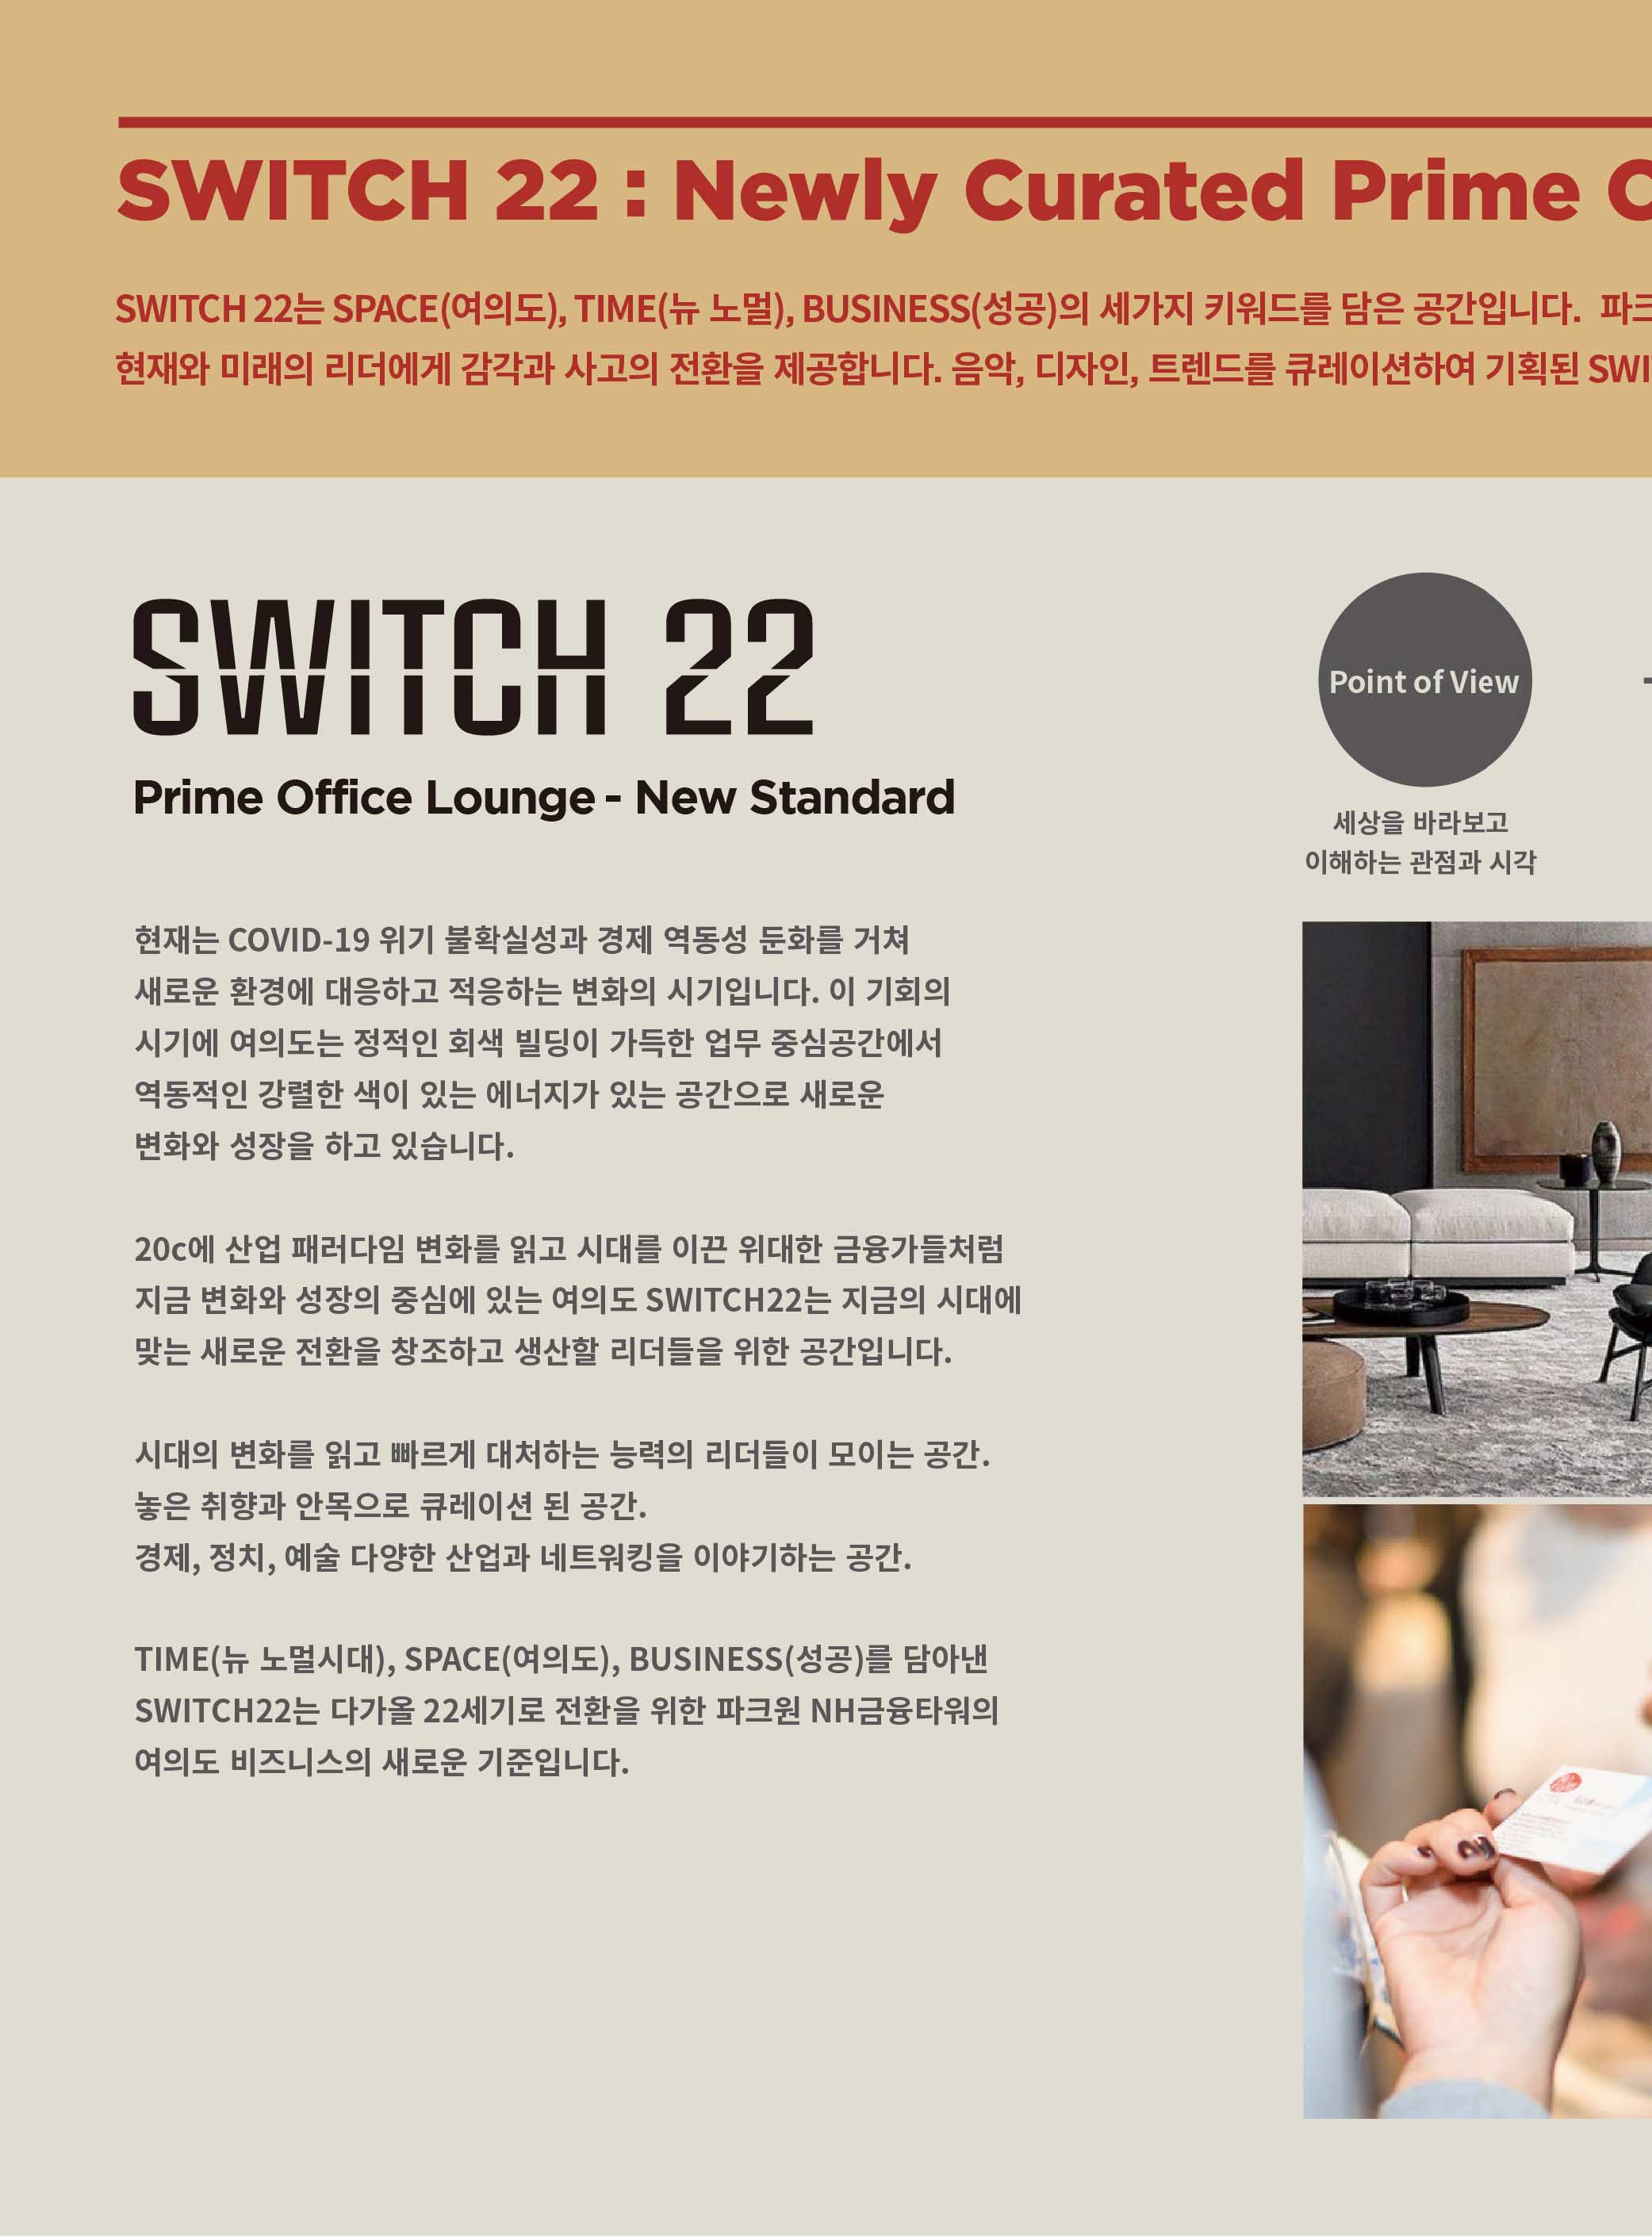 SWITCH 22 : Newly Curated Prime
SWITCH 22는 SPACE(여의도), TIME(뉴 노멀), BUSINESS(성공)의 세가지 키워드를 담은 공간입니다. 파크
현재와 미래의 리더에게 감각과 사고의 전환을 제공합니다. 음악, 디자인, 트렌드를 큐레이션하여 기획된 SWI
SWITCH 22
Prime Office Lounge - New Standard
현재는 COVID-19 위기 불확실성과 경제 역동성 둔화를 거쳐
새로운 환경에 대응하고 적응하는 변화의 시기입니다. 이 기회의
시기에 여의도는 정적인 회색 빌딩이 가득한 업무 중심공간에서
역동적인 강렬한 색이 있는 에너지가 있는 공간으로 새로운
변화와 성장을 하고 있습니다.
20c에 산업 패러다임 변화를 읽고 시대를 이끈 위대한 금융가들처럼
지금 변화와 성장의 중심에 있는 여의도 SWITCH22는 지금의 시대에
맞는 새로운 전환을 창조하고 생산할 리더들을 위한 공간입니다.
시대의 변화를 읽고 빠르게 대처하는 능력의 리더들이 모이는 공간.
놓은 취향과 안목으로 큐레이션 된 공간.
경제, 정치, 예술 다양한 산업과 네트워킹을 이야기하는 공간.
TIME(뉴 노멀시대), SPACE(여의도), BUSINESS(성공)를 담아낸
SWITCH22는 다가올 22세기로 전환을 위한 파크원 NH금융타워의
여의도 비즈니스의 새로운 기준입니다.
Point of View
세상을 바라보고
이해하는 관점과 시각